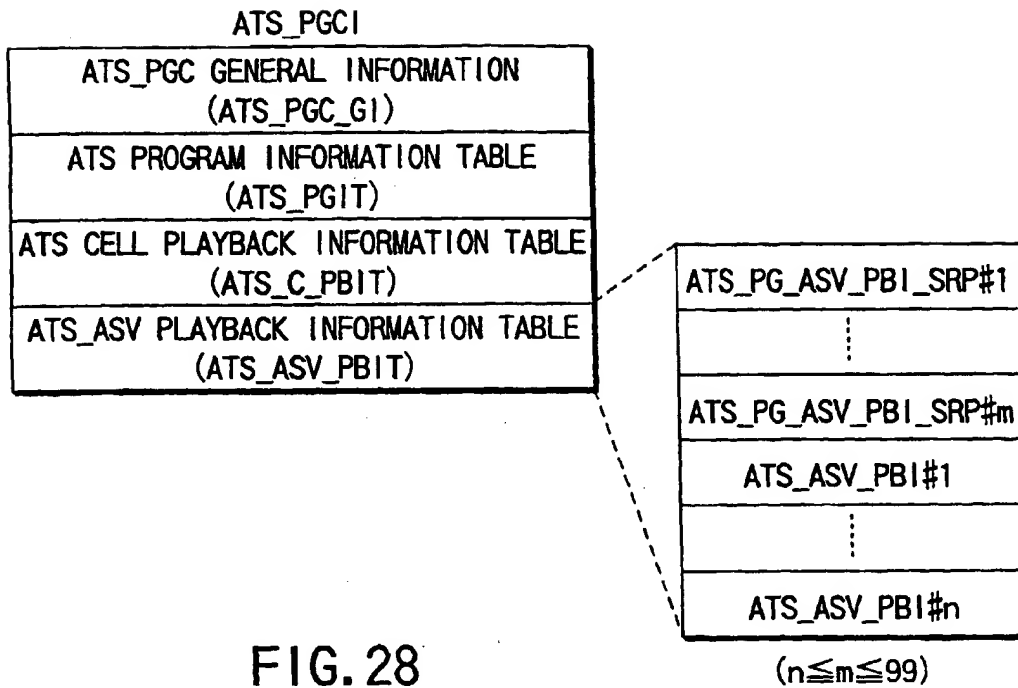 ATS_PGCI
ATS_PGC GENERAL INFORMATION
(ATS_PGC_GI)
ATS PROGRAM INFORMATION TABLE
(ATS_PGIT)
ATS CELL PLAYBACK INFORMATION TABLE
(ATS_C_PBIT)
ATS_ASV PLAYBACK INFORMATION TABLE
(ATS_ASV_PBIT)
ATS_PG_ASV_PBI_SRP#1
ATS_PG_ASV_PBI_SRP#m
ATS_ASV_PBI#1
ATS_ASV_PBI#n
(n≦m≦99)
FIG. 28